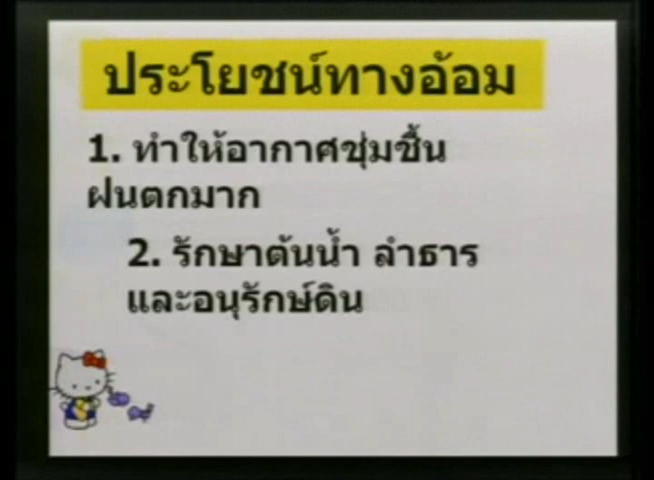 ประโยชน์ทางอ้อม
1. ทำให้อากาศชุ่มชื้น
ฝนตกมาก
2. รักษาต้นน้ำ ลำธาร
และอนุรักษ์ดิน